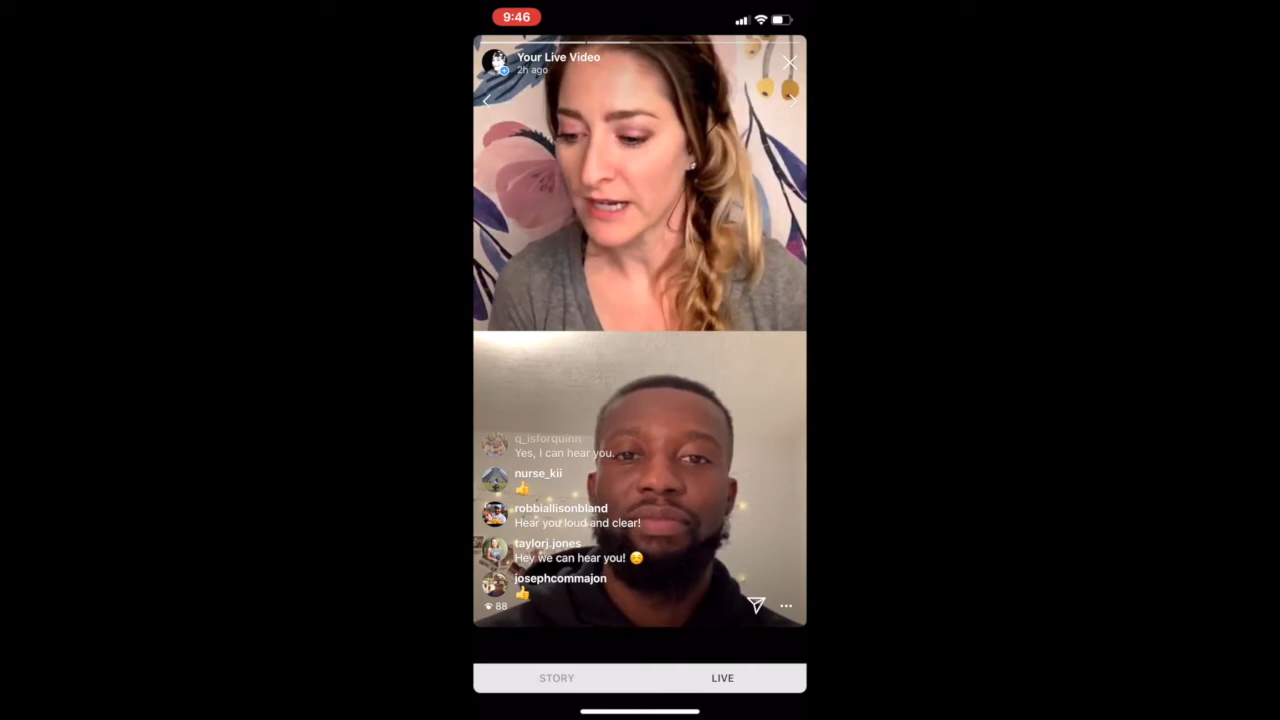 9:46
Your Live Video
2h ago
q_isforquinn
Yes, I can hear you.
nurse_kii
robbiallisonbland
Hear you loud and clear!
taylorj.jones
Hey we can hear you! ☺️
josephcommajon
88
STORY
LIVE